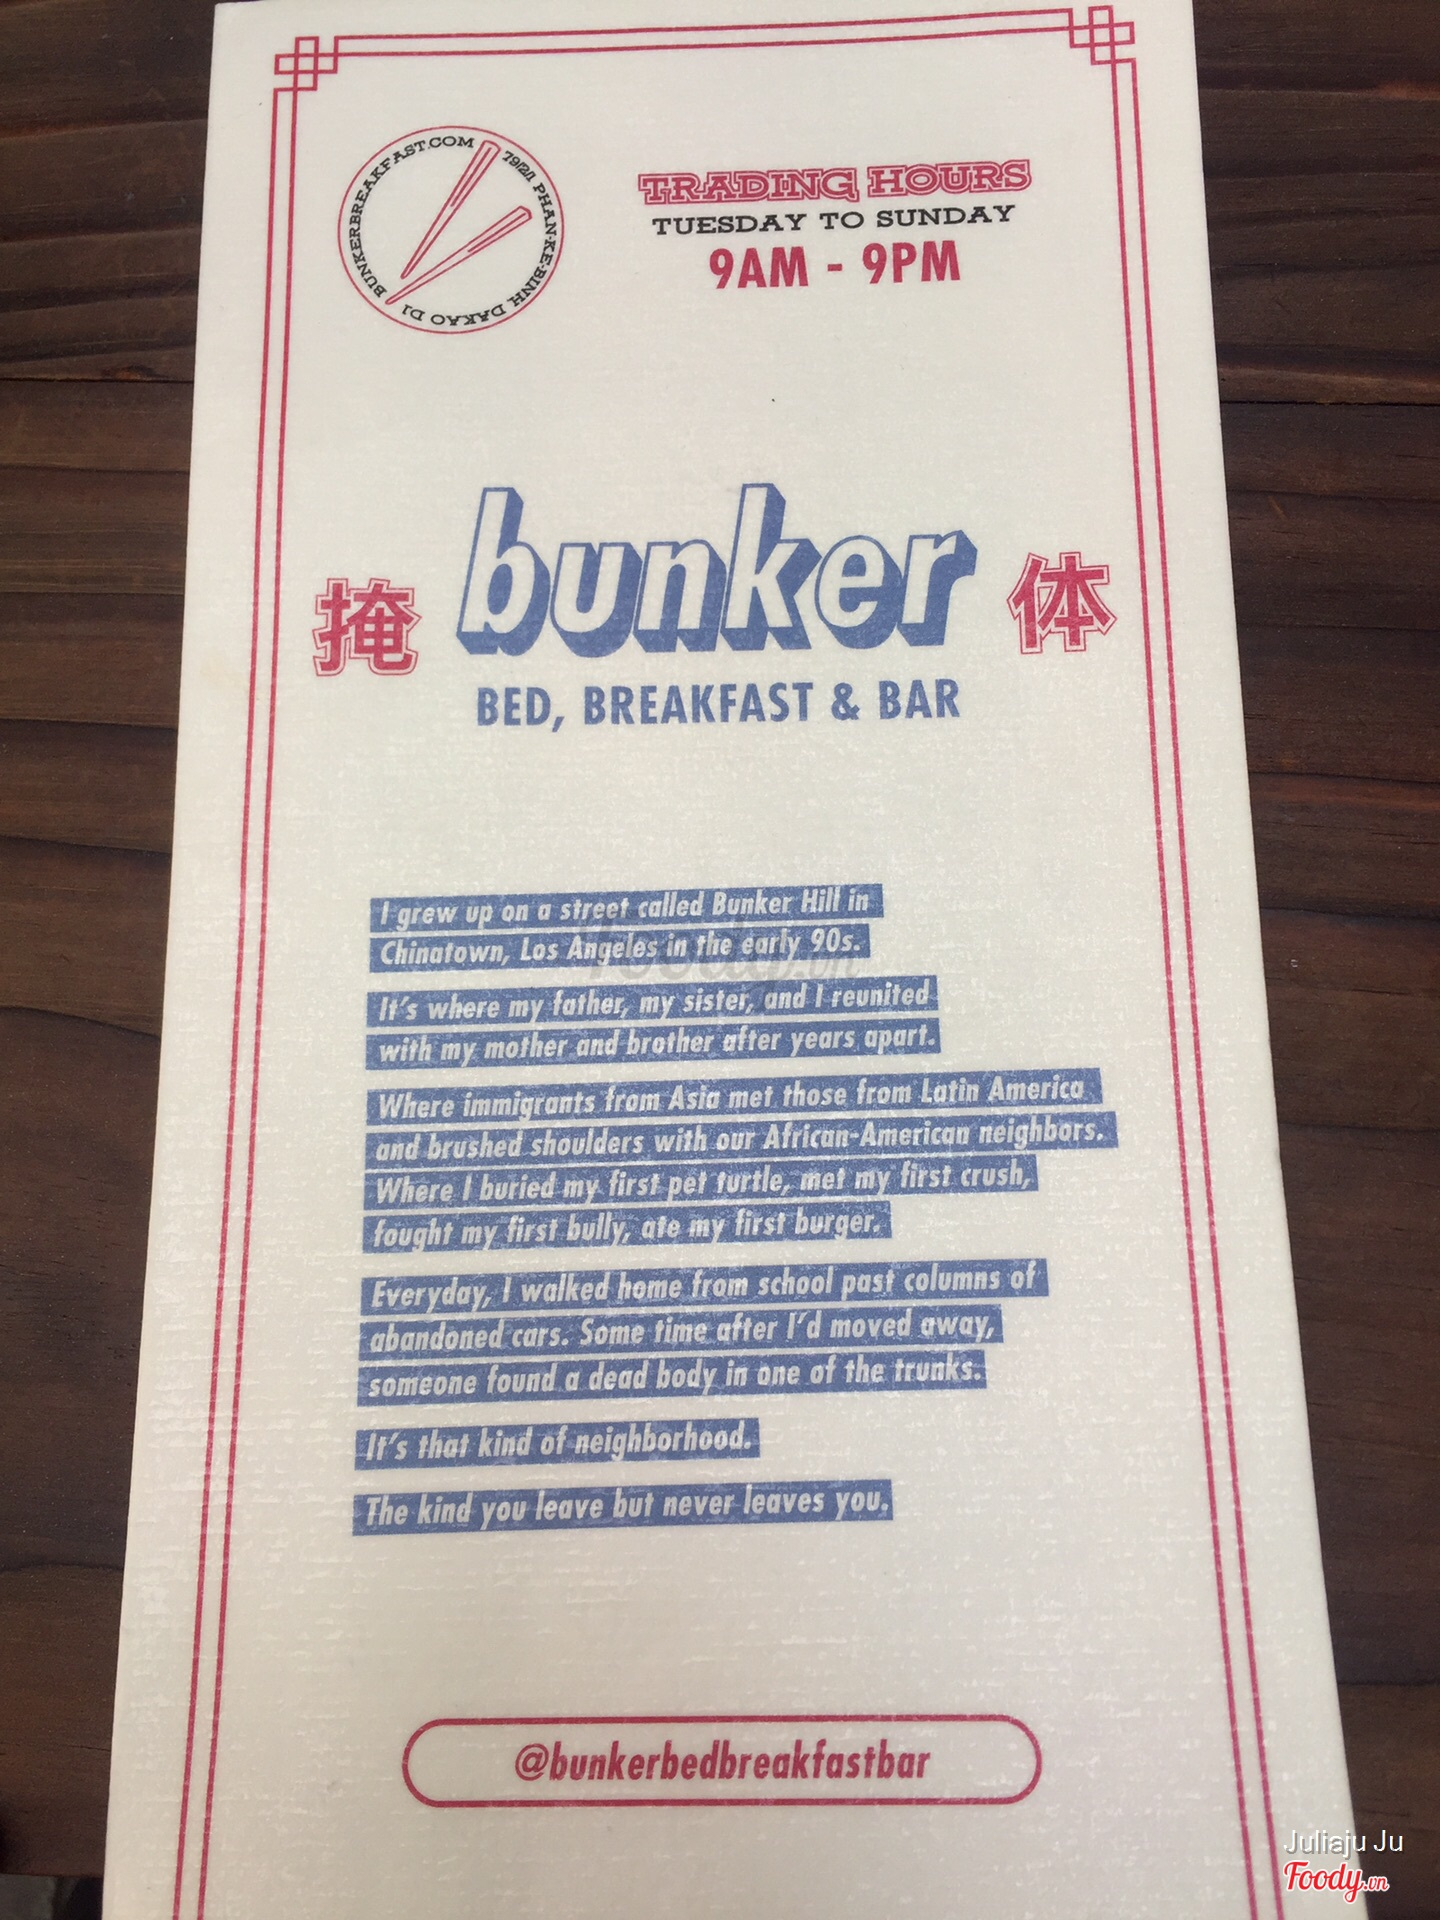 BUNKERBREAKFAST.COM
PHAN-KE-BINH, DAKAO D1
TRADING HOURS
TUESDAY TO SUNDAY
9AM - 9PM
掩 bunker 体
BED, BREAKFAST & BAR
I grew up on a street called Bunker Hill in
Chinatown, Los Angeles in the early 90s.
It's where my father, my sister, and I reunited
with my mother and brother after years apart.
Where immigrants from Asia met those from Latin America
and brushed shoulders with our African-American neighbors.
Where I buried my first pet turtle, met my first crush,
fought my first bully, ate my first burger.
Everyday, I walked home from school past columns of
abandoned cars. Some time after I'd moved away,
someone found a dead body in one of the trunks.
It's that kind of neighborhood.
The kind you leave but never leaves you.
@bunkerbedbreakfastbar
Foody.vn
Juliaju Ju
Foody.vn